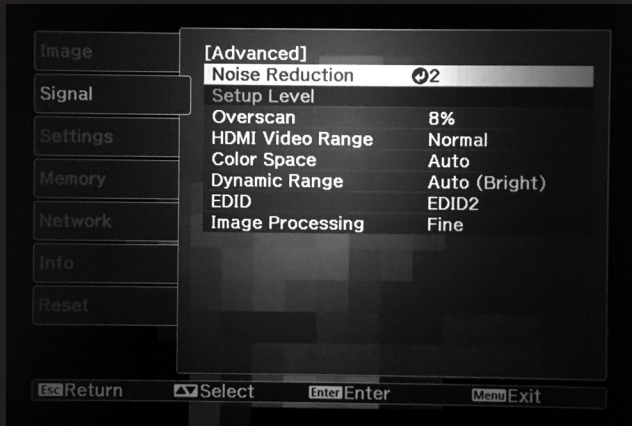 Image
Signal
Settings
Memory
Network
Info
Reset
[Advanced]
Noise Reduction 2
Setup Level
Overscan 8%
HDMI Video Range Normal
Color Space Auto
Dynamic Range Auto (Bright)
EDID EDID2
Image Processing Fine
Esc Return Select Enter Enter Menu Exit